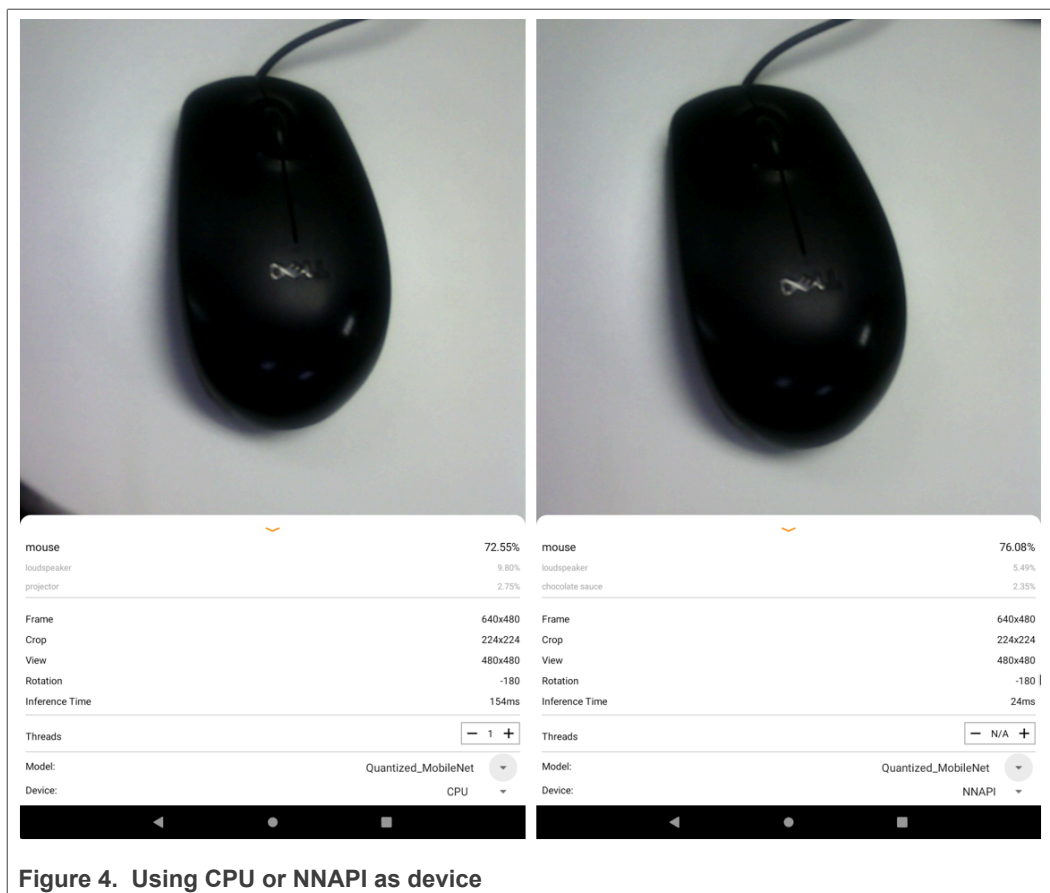 DELL
mouse 72.55%
loudspeaker 9.80%
projector 2.75%
Frame 640x480
Crop 224x224
View 480x480
Rotation -180
Inference Time 154ms
Threads − 1 +
Model: Quantized_MobileNet
Device: CPU
DELL
mouse 76.08%
loudspeaker 5.49%
chocolate sauce 2.35%
Frame 640x480
Crop 224x224
View 480x480
Rotation -180
Inference Time 24ms
Threads − N/A +
Model: Quantized_MobileNet
Device: NNAPI
Figure 4. Using CPU or NNAPI as device